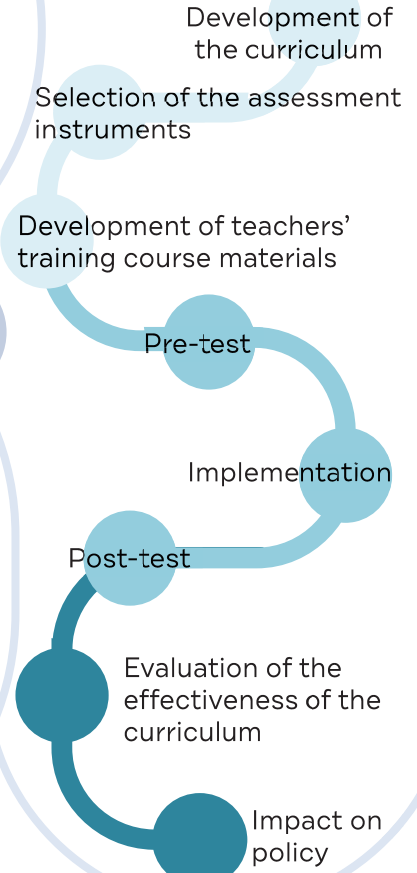 Development of
the curriculum
Selection of the assessment
instruments
Development of teachers’
training course materials
Pre-test
Implementation
Post-test
Evaluation of the
effectiveness of the
curriculum
Impact on
policy